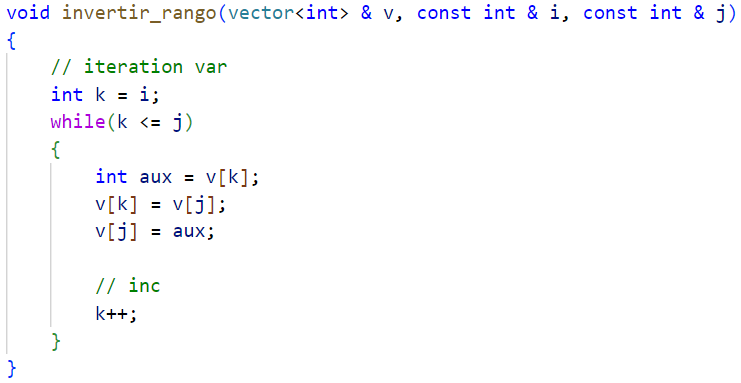 void invertir_rango(vector<int> & v, const int & i, const int & j)
{
    // iteration var
    int k = i;
    while(k <= j)
    {
        int aux = v[k];
        v[k] = v[j];
        v[j] = aux;

        // inc
        k++;
    }
}